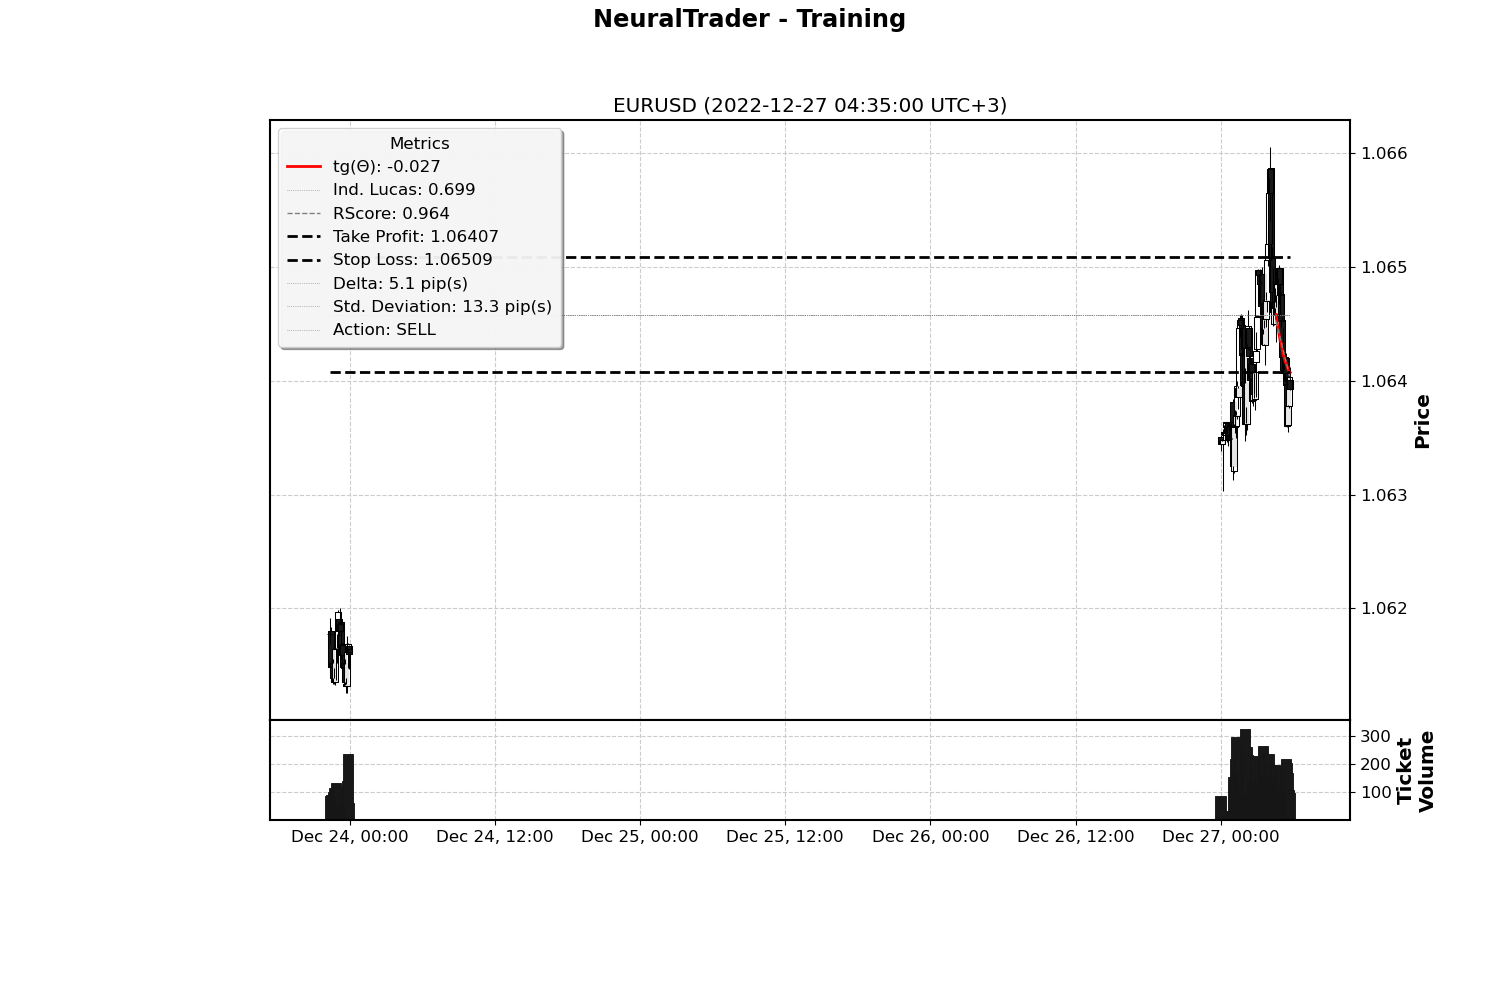 NeuralTrader - Training
EURUSD (2022-12-27 04:35:00 UTC+3)
Metrics
tg(Θ): -0.027
Ind. Lucas: 0.699
RScore: 0.964
Take Profit: 1.06407
Stop Loss: 1.06509
Delta: 5.1 pip(s)
Std. Deviation: 13.3 pip(s)
Action: SELL
1.066
1.065
1.064
1.063
1.062
Price
300
200
100
Ticket
Volume
Dec 24, 00:00
Dec 24, 12:00
Dec 25, 00:00
Dec 25, 12:00
Dec 26, 00:00
Dec 26, 12:00
Dec 27, 00:00